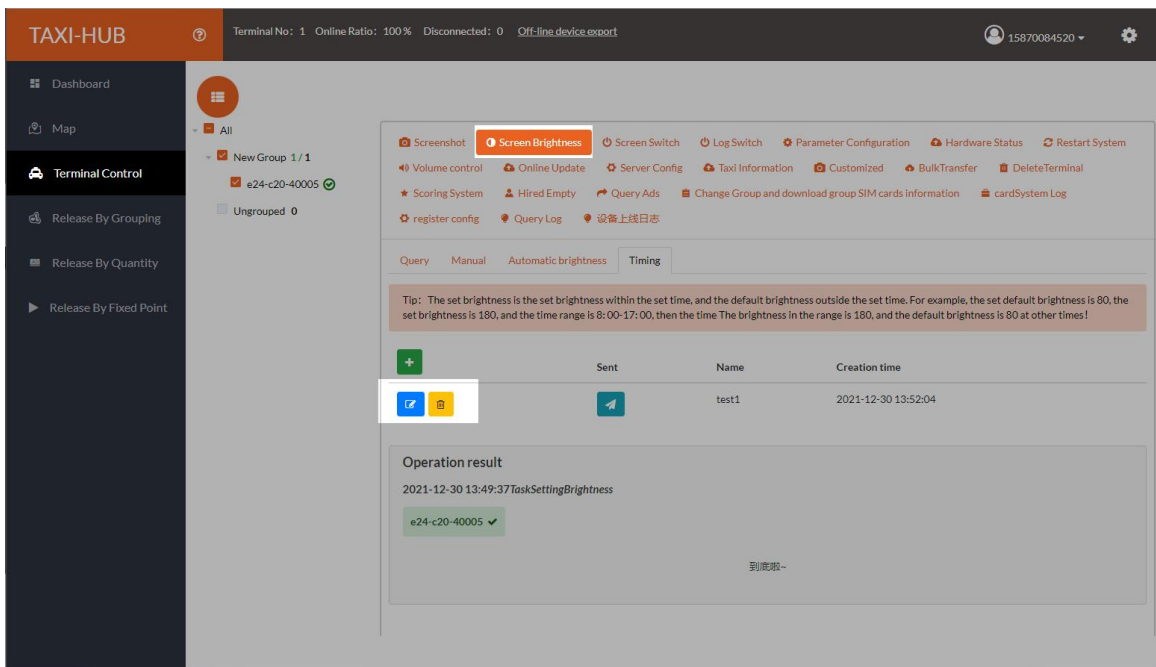 TAXI-HUB
Terminal No: 1 Online Ratio: 100% Disconnected: 0 Off-line device export
15870084520
Dashboard
Map
Terminal Control
Release By Grouping
Release By Quantity
Release By Fixed Point
All
New Group 1/1
e24-c20-40005
Ungrouped 0
Screenshot Screen Brightness Screen Switch Log Switch Parameter Configuration Hardware Status Restart System
Volume control Online Update Server Config Taxi Information Customized BulkTransfer DeleteTerminal
Scoring System Hired Empty Query Ads Change Group and download group SIM cards information cardSystem Log
register config Query Log 设备上线日志
Query Manual Automatic brightness Timing
Tip: The set brightness is the set brightness within the set time, and the default brightness outside the set time. For example, the set default brightness is 80, the
set brightness is 180, and the time range is 8:00-17:00, then the time The brightness in the range is 180, and the default brightness is 80 at other times!
Sent Name Creation time
test1 2021-12-30 13:52:04
Operation result
2021-12-30 13:49:37TaskSettingBrightness
e24-c20-40005
到底啦~